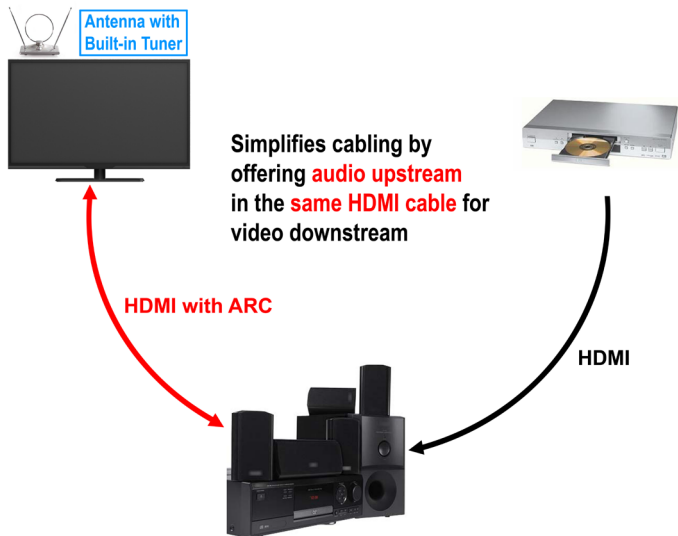 Antenna with
Built-in Tuner
Simplifies cabling by
offering audio upstream
in the same HDMI cable for
video downstream
HDMI with ARC
HDMI